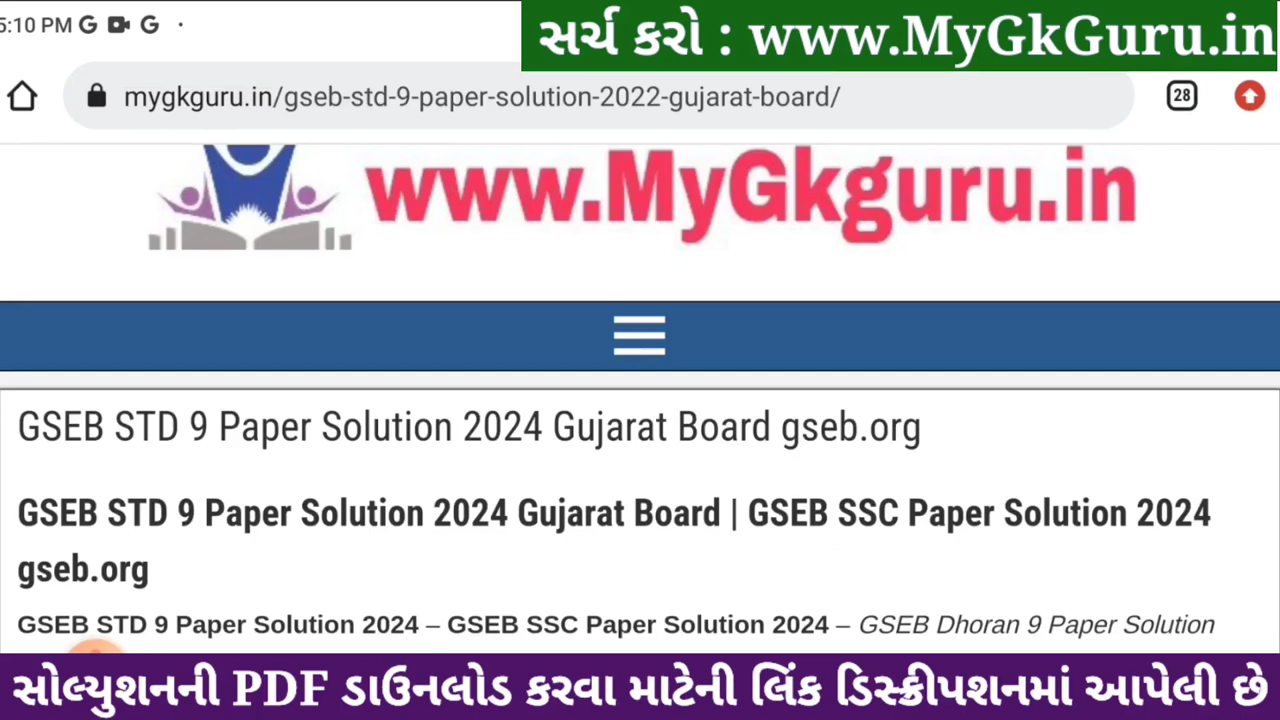 5:10 PM G G ·
સર્ચ કરો : www.MyGkGuru.in
mygkguru.in/gseb-std-9-paper-solution-2022-gujarat-board/
28
www.MyGkguru.in
GSEB STD 9 Paper Solution 2024 Gujarat Board gseb.org
GSEB STD 9 Paper Solution 2024 Gujarat Board | GSEB SSC Paper Solution 2024
gseb.org
GSEB STD 9 Paper Solution 2024 – GSEB SSC Paper Solution 2024 – GSEB Dhoran 9 Paper Solution
સોલ્યુશનની PDF ડાઉનલોડ કરવા માટેની લિંક ડિસ્ક્રીપશનમાં આપેલી છે